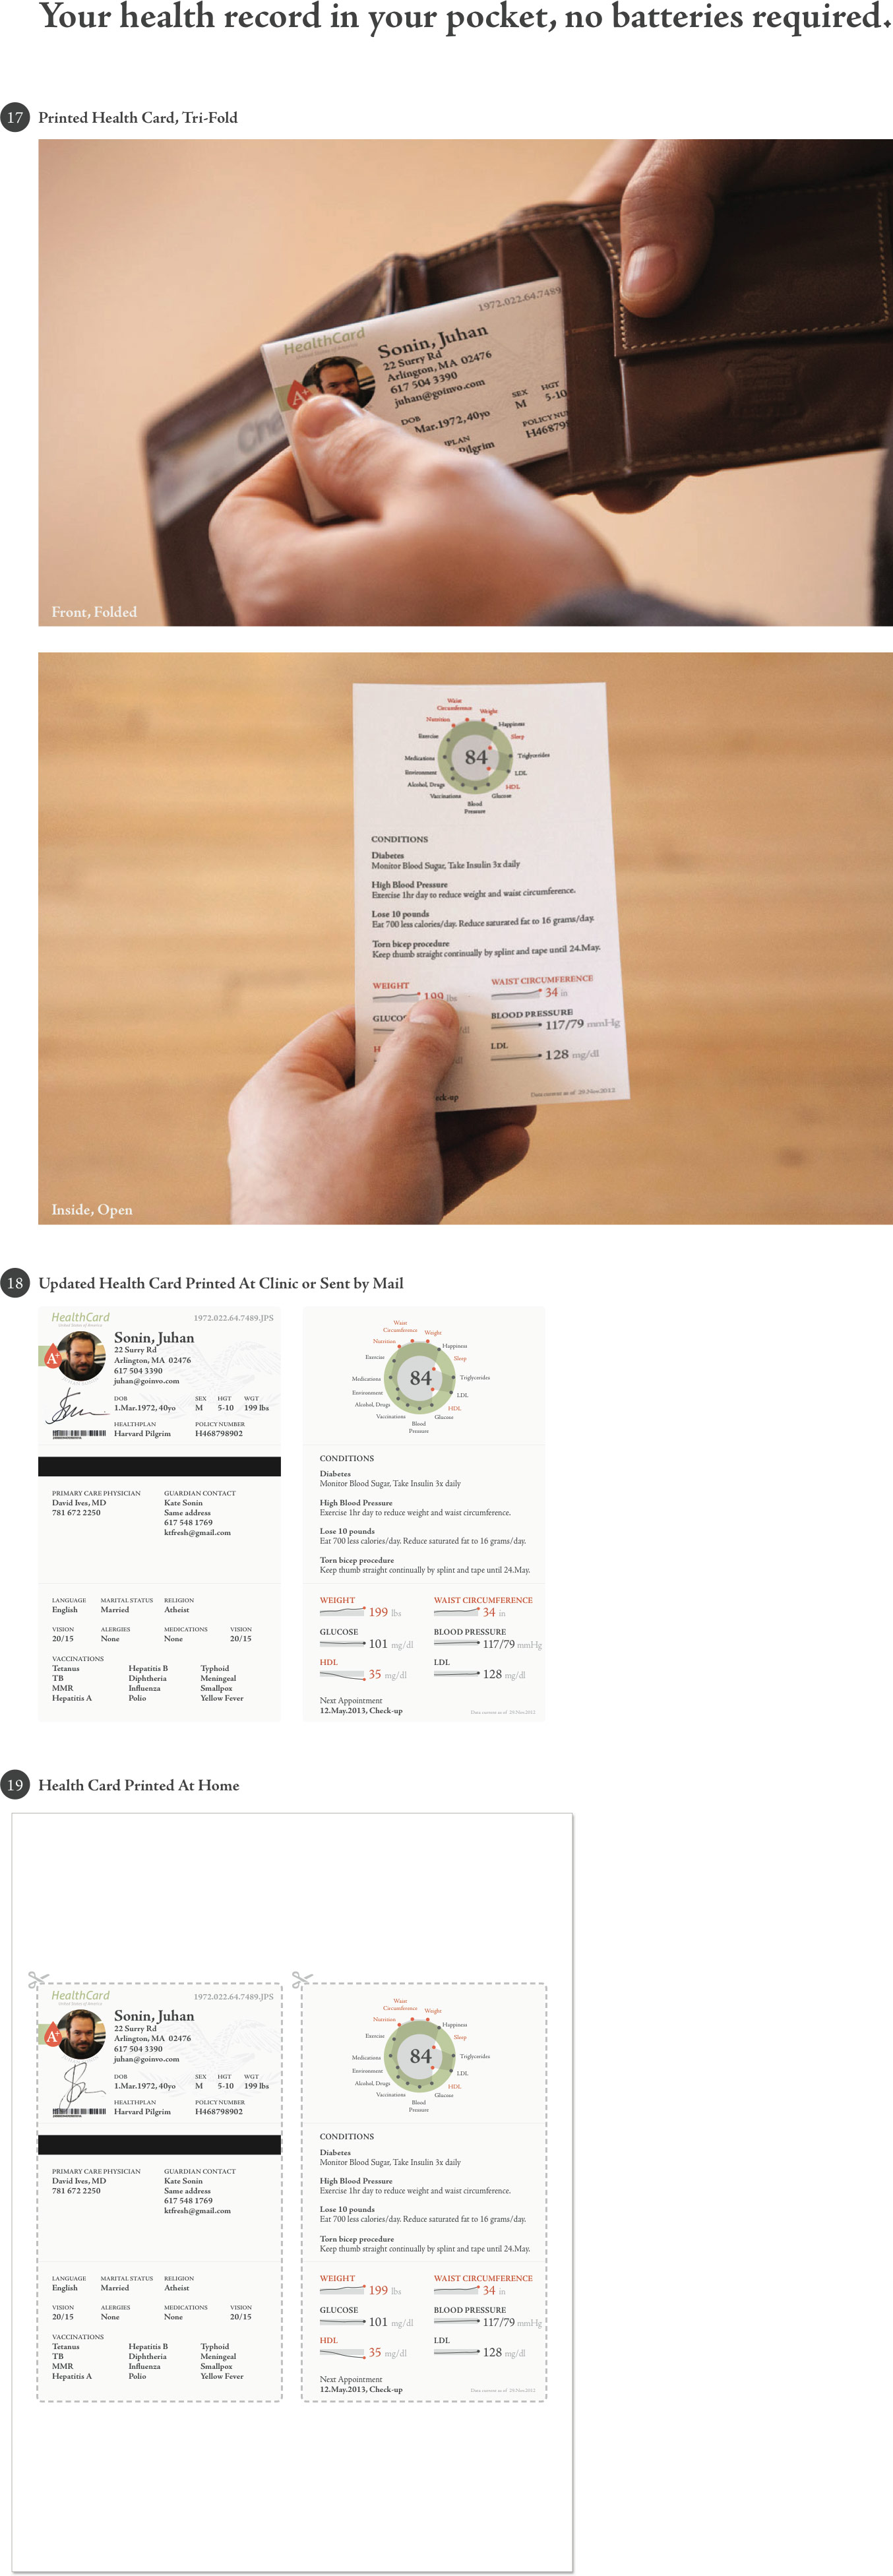 Your health record in your pocket, no batteries required.
17 Printed Health Card, Tri-Fold
1972.022.64.7489
HealthCard
Sonin, Juhan
22 Surry Rd
Arlington, MA 02476
617 504 3390
juhan@goinvo.com
A+
DOB SEX HGT
Mar.1972, 40yo M 5-10
PLAN POLICY NU
Pilgrim H46879
Front, Folded
Waist
Circumference Weight
Nutrition Happiness
Exercise Sleep
84
Medications Triglycerides
Environment LDL
Alcohol, Drugs HDL
Vaccinations Glucose
Blood
Pressure
CONDITIONS
Diabetes
Monitor Blood Sugar, Take Insulin 3x daily
High Blood Pressure
Exercise 1hr day to reduce weight and waist circumference.
Lose 10 pounds
Eat 700 less calories/day. Reduce saturated fat to 16 grams/day.
Torn bicep procedure
Keep thumb straight continually by splint and tape until 24.May.
WEIGHT WAIST CIRCUMFERENCE
199 lbs 34 in
GLUCO BLOOD PRESSURE
dl 117/79 mmHg
H LDL
dl 128 mg/dl
eck-up Data current as of 29.Nov.2012
Inside, Open
18 Updated Health Card Printed At Clinic or Sent by Mail
HealthCard 1972.022.64.7489.JPS
United States of America
Sonin, Juhan
22 Surry Rd
A+ Arlington, MA 02476
617 504 3390
juhan@goinvo.com
DOB SEX HGT WGT
1.Mar.1972, 40yo M 5-10 199 lbs
HEALTHPLAN POLICY NUMBER
Harvard Pilgrim H468798902
PRIMARY CARE PHYSICIAN GUARDIAN CONTACT
David Ives, MD Kate Sonin
781 672 2250 Same address
617 548 1769
ktfresh@gmail.com
LANGUAGE MARITAL STATUS RELIGION
English Married Atheist
VISION ALERGIES MEDICATIONS VISION
20/15 None None 20/15
VACCINATIONS
Tetanus Hepatitis B Typhoid
TB Diphtheria Meningeal
MMR Influenza Smallpox
Hepatitis A Polio Yellow Fever
Waist
Circumference Weight
Nutrition Happiness
Exercise Sleep
84
Medications Triglycerides
Environment LDL
Alcohol, Drugs HDL
Vaccinations Glucose
Blood
Pressure
CONDITIONS
Diabetes
Monitor Blood Sugar, Take Insulin 3x daily
High Blood Pressure
Exercise 1hr day to reduce weight and waist circumference.
Lose 10 pounds
Eat 700 less calories/day. Reduce saturated fat to 16 grams/day.
Torn bicep procedure
Keep thumb straight continually by splint and tape until 24.May.
WEIGHT WAIST CIRCUMFERENCE
199 lbs 34 in
GLUCOSE BLOOD PRESSURE
101 mg/dl 117/79 mmHg
HDL LDL
35 mg/dl 128 mg/dl
Next Appointment
12.May.2013, Check-up Data current as of 29.Nov.2012
19 Health Card Printed At Home
HealthCard 1972.022.64.7489.JPS
United States of America
Sonin, Juhan
22 Surry Rd
A+ Arlington, MA 02476
617 504 3390
juhan@goinvo.com
DOB SEX HGT WGT
1.Mar.1972, 40yo M 5-10 199 lbs
HEALTHPLAN POLICY NUMBER
Harvard Pilgrim H468798902
PRIMARY CARE PHYSICIAN GUARDIAN CONTACT
David Ives, MD Kate Sonin
781 672 2250 Same address
617 548 1769
ktfresh@gmail.com
LANGUAGE MARITAL STATUS RELIGION
English Married Atheist
VISION ALERGIES MEDICATIONS VISION
20/15 None None 20/15
VACCINATIONS
Tetanus Hepatitis B Typhoid
TB Diphtheria Meningeal
MMR Influenza Smallpox
Hepatitis A Polio Yellow Fever
Waist
Circumference Weight
Nutrition Happiness
Exercise Sleep
84
Medications Triglycerides
Environment LDL
Alcohol, Drugs HDL
Vaccinations Glucose
Blood
Pressure
CONDITIONS
Diabetes
Monitor Blood Sugar, Take Insulin 3x daily
High Blood Pressure
Exercise 1hr day to reduce weight and waist circumference.
Lose 10 pounds
Eat 700 less calories/day. Reduce saturated fat to 16 grams/day.
Torn bicep procedure
Keep thumb straight continually by splint and tape until 24.May.
WEIGHT WAIST CIRCUMFERENCE
199 lbs 34 in
GLUCOSE BLOOD PRESSURE
101 mg/dl 117/79 mmHg
HDL LDL
35 mg/dl 128 mg/dl
Next Appointment
12.May.2013, Check-up Data current as of 29.Nov.2012